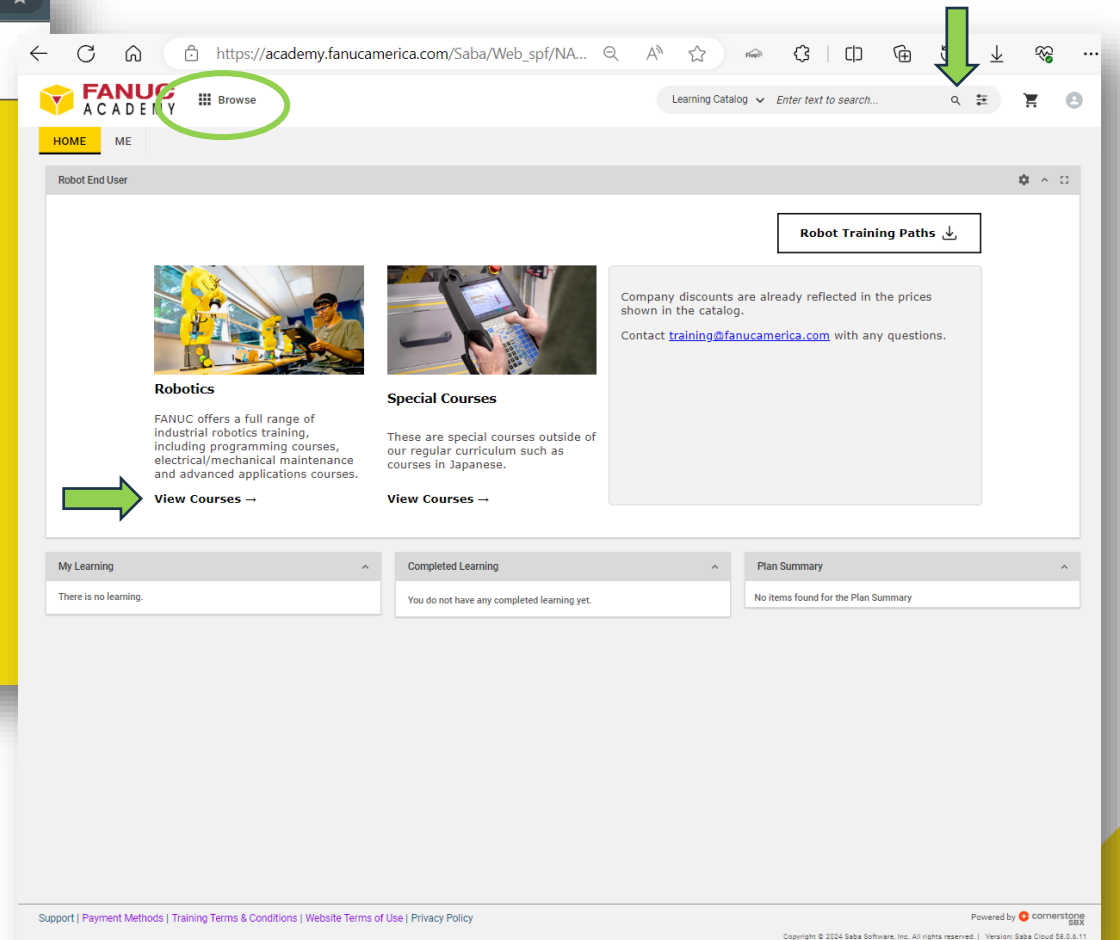 https://academy.fanucamerica.com/Saba/Web_spf/NA...
FANUC
ACADEMY
Browse
Learning Catalog
Enter text to search...
HOME
ME
Robot End User
Robot Training Paths
Company discounts are already reflected in the prices
shown in the catalog.
Contact training@fanucamerica.com with any questions.
Robotics
FANUC offers a full range of
industrial robotics training,
including programming courses,
electrical/mechanical maintenance
and advanced applications courses.
View Courses →
Special Courses
These are special courses outside of
our regular curriculum such as
courses in Japanese.
View Courses →
My Learning
There is no learning.
Completed Learning
You do not have any completed learning yet.
Plan Summary
No items found for the Plan Summary
Support | Payment Methods | Training Terms & Conditions | Website Terms of Use | Privacy Policy
Powered by cornerstone
SBX
Copyright © 2024 Saba Software, Inc. All rights reserved. | Version: Saba Cloud 58.0.6.11